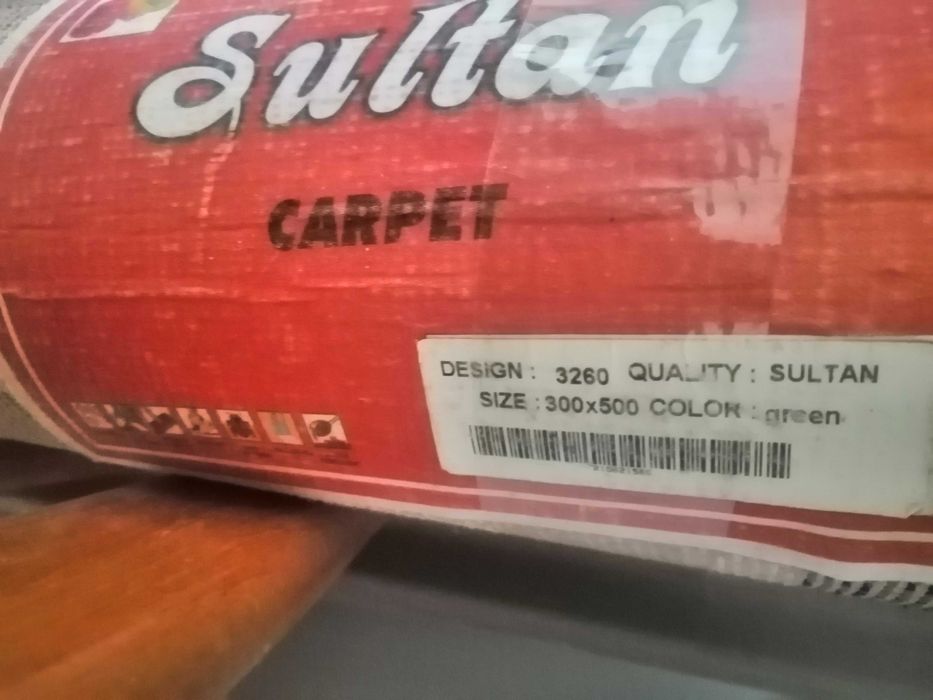 Sultan
CARPET
DESIGN : 3260 QUALITY : SULTAN
SIZE : 300x500 COLOR : green